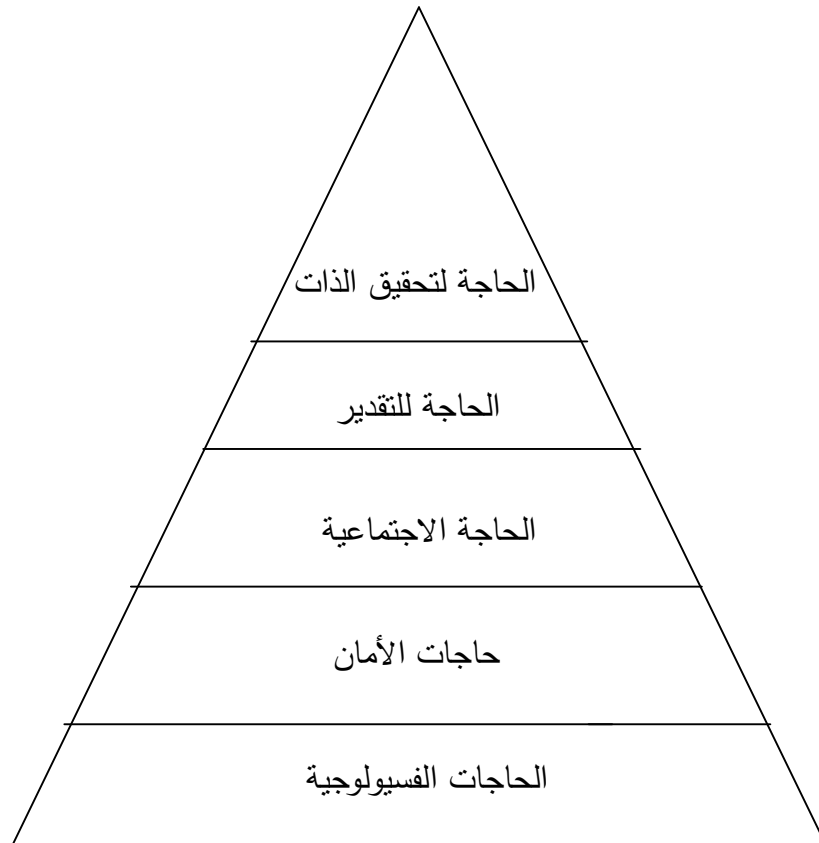 الحاجة لتحقيق الذات
الحاجة للتقدير
الحاجة الاجتماعية
حاجات الأمان
الحاجات الفسيولوجية